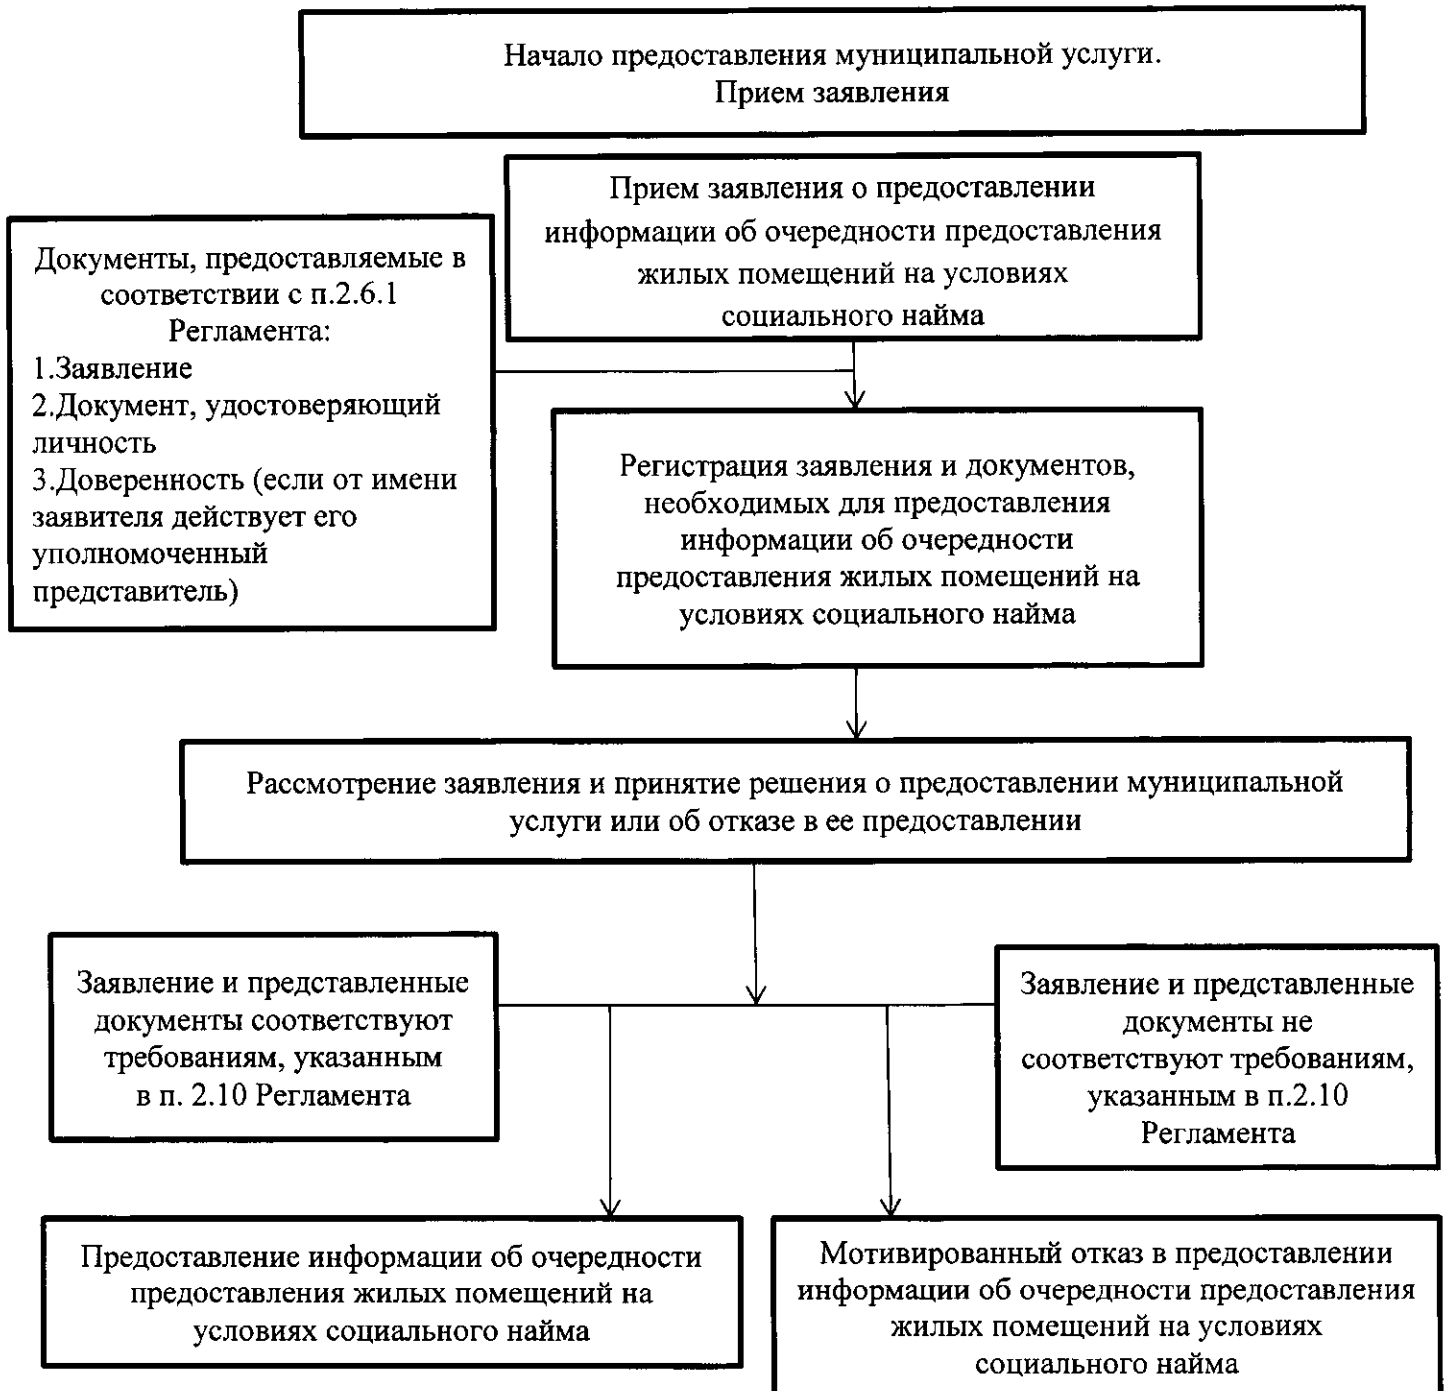 Начало предоставления муниципальной услуги.
Прием заявления
Прием заявления о предоставлении
информации об очередности предоставления
жилых помещений на условиях
социального найма
Документы, предоставляемые в
соответствии с п.2.6.1
Регламента:
1.Заявление
2.Документ, удостоверяющий
личность
3.Доверенность (если от имени
заявителя действует его
уполномоченный
представитель)
Регистрация заявления и документов,
необходимых для предоставления
информации об очередности
предоставления жилых помещений на
условиях социального найма
Рассмотрение заявления и принятие решения о предоставлении муниципальной
услуги или об отказе в ее предоставлении
Заявление и представленные
документы соответствуют
требованиям, указанным
в п. 2.10 Регламента
Заявление и представленные
документы не
соответствуют требованиям,
указанным в п.2.10
Регламента
Предоставление информации об очередности
предоставления жилых помещений на
условиях социального найма
Мотивированный отказ в предоставлении
информации об очередности предоставления
жилых помещений на условиях
социального найма